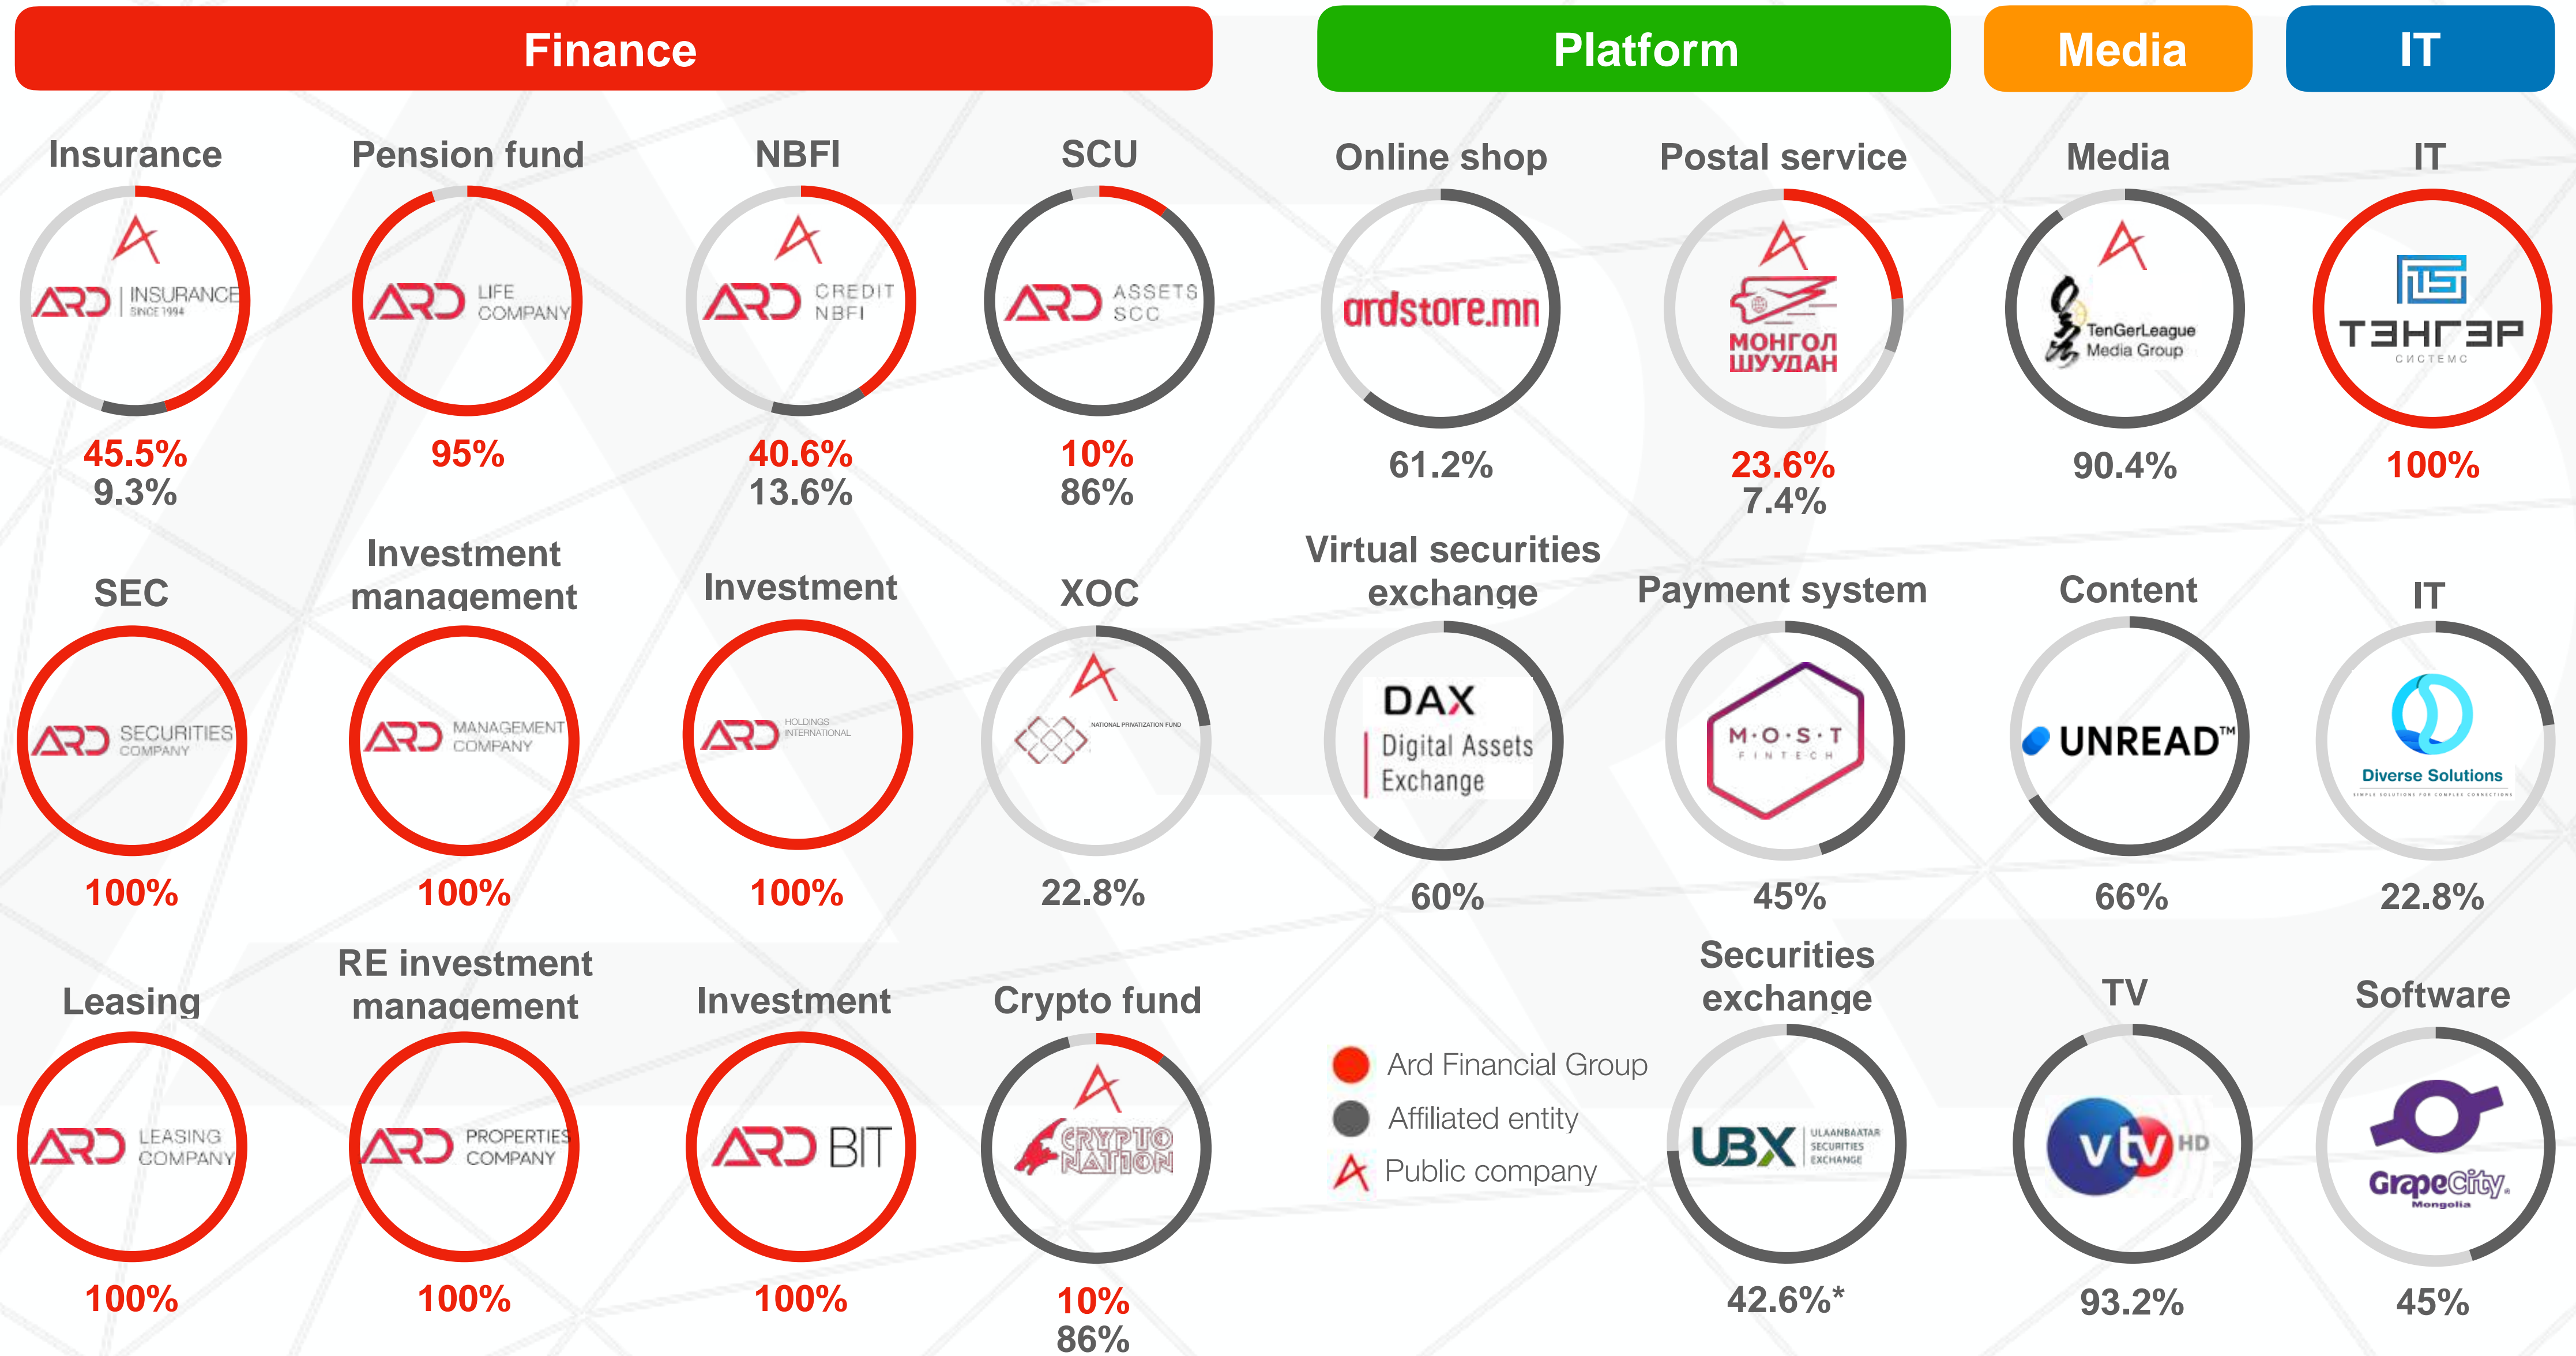 Finance
Platform
Media
IT
Insurance
Pension fund
NBFI
SCU
Online shop
Postal service
Media
IT
ARD INSURANCE
SINCE 1994
ARD LIFE
COMPANY
ARD CREDIT
NBFI
ARD ASSETS
SCC
ardstore.mn
МОНГОЛ
ШУУДАН
TenGerLeague
Media Group
ТЭНГЭР
СИСТЕМС
45.5%
9.3%
95%
40.6%
13.6%
10%
86%
61.2%
23.6%
7.4%
90.4%
100%
SEC
Investment
management
Investment
XOC
Virtual securities
exchange
Payment system
Content
IT
ARD SECURITIES
COMPANY
ARD MANAGEMENT
COMPANY
ARD HOLDINGS
INTERNATIONAL
NATIONAL PRIVATIZATION FUND
DAX
Digital Assets
Exchange
M·O·S·T
FINTECH
UNREAD™
Diverse Solutions
SIMPLE SOLUTIONS FOR COMPLEX CONNECTIONS
100%
100%
100%
22.8%
60%
45%
66%
22.8%
Leasing
RE investment
management
Investment
Crypto fund
Securities
exchange
TV
Software
ARD LEASING
COMPANY
ARD PROPERTIES
COMPANY
ARD BIT
CRYPTO
NATION
Ard Financial Group
Affiliated entity
Public company
UBX ULAANBAATAR
SECURITIES
EXCHANGE
vtv HD
GrapeCity®
Mongolia
100%
100%
100%
10%
86%
42.6%*
93.2%
45%